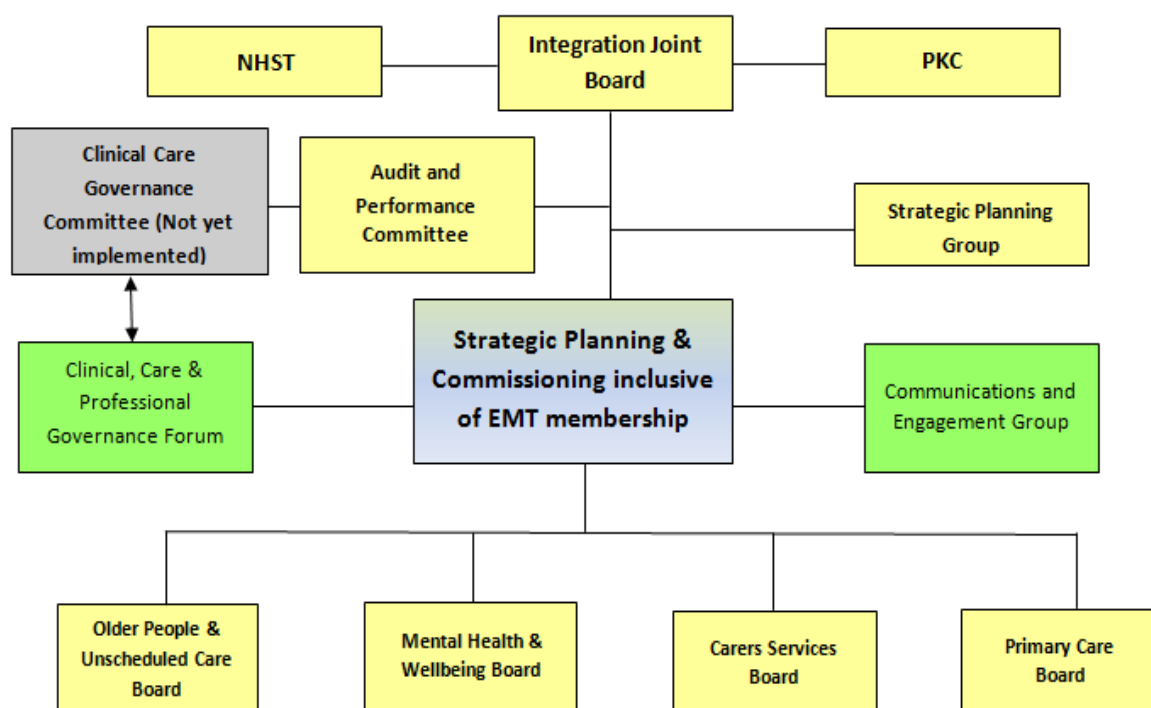 NHST
Integration Joint
Board
PKC
Clinical Care
Governance
Committee (Not yet
implemented)
Audit and
Performance
Committee
Strategic Planning
Group
Clinical, Care &
Professional
Governance Forum
Strategic Planning &
Commissioning inclusive
of EMT membership
Communications and
Engagement Group
Older People &
Unscheduled Care
Board
Mental Health &
Wellbeing Board
Carers Services
Board
Primary Care
Board